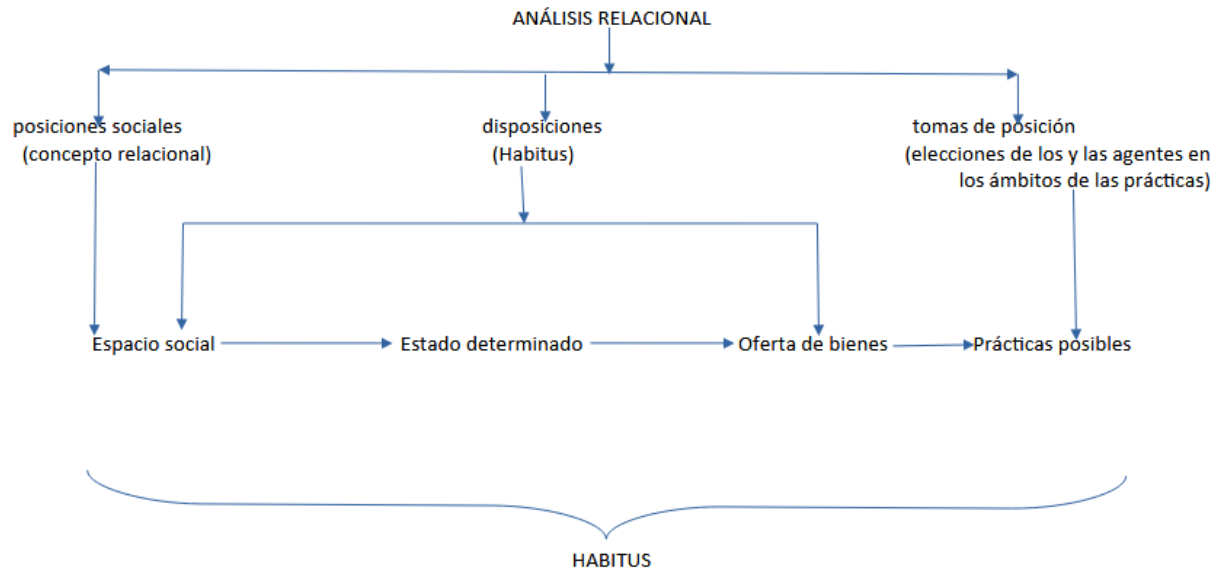 ANÁLISIS RELACIONAL
posiciones sociales
(concepto relacional)
disposiciones
(Habitus)
tomas de posición
(elecciones de los y las agentes en
los ámbitos de las prácticas)
Espacio social
Estado determinado
Oferta de bienes
Prácticas posibles
HABITUS